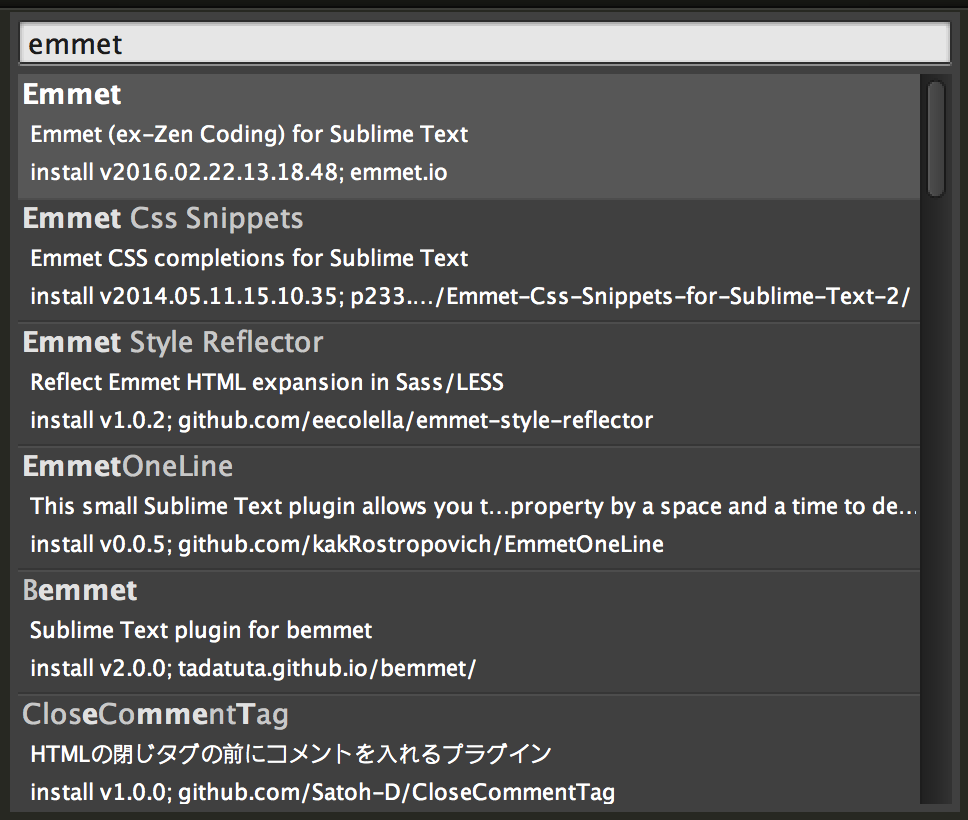 emmet
Emmet
Emmet (ex-Zen Coding) for Sublime Text
install v2016.02.22.13.18.48; emmet.io
Emmet Css Snippets
Emmet CSS completions for Sublime Text
install v2014.05.11.15.10.35; p233.…/Emmet-Css-Snippets-for-Sublime-Text-2/
Emmet Style Reflector
Reflect Emmet HTML expansion in Sass/LESS
install v1.0.2; github.com/eecolella/emmet-style-reflector
EmmetOneLine
This small Sublime Text plugin allows you t…property by a space and a time to de…
install v0.0.5; github.com/kakRostropovich/EmmetOneLine
Bemmet
Sublime Text plugin for bemmet
install v2.0.0; tadatuta.github.io/bemmet/
CloseCommentTag
HTMLの閉じタグの前にコメントを入れるプラグイン
install v1.0.0; github.com/Satoh-D/CloseCommentTag